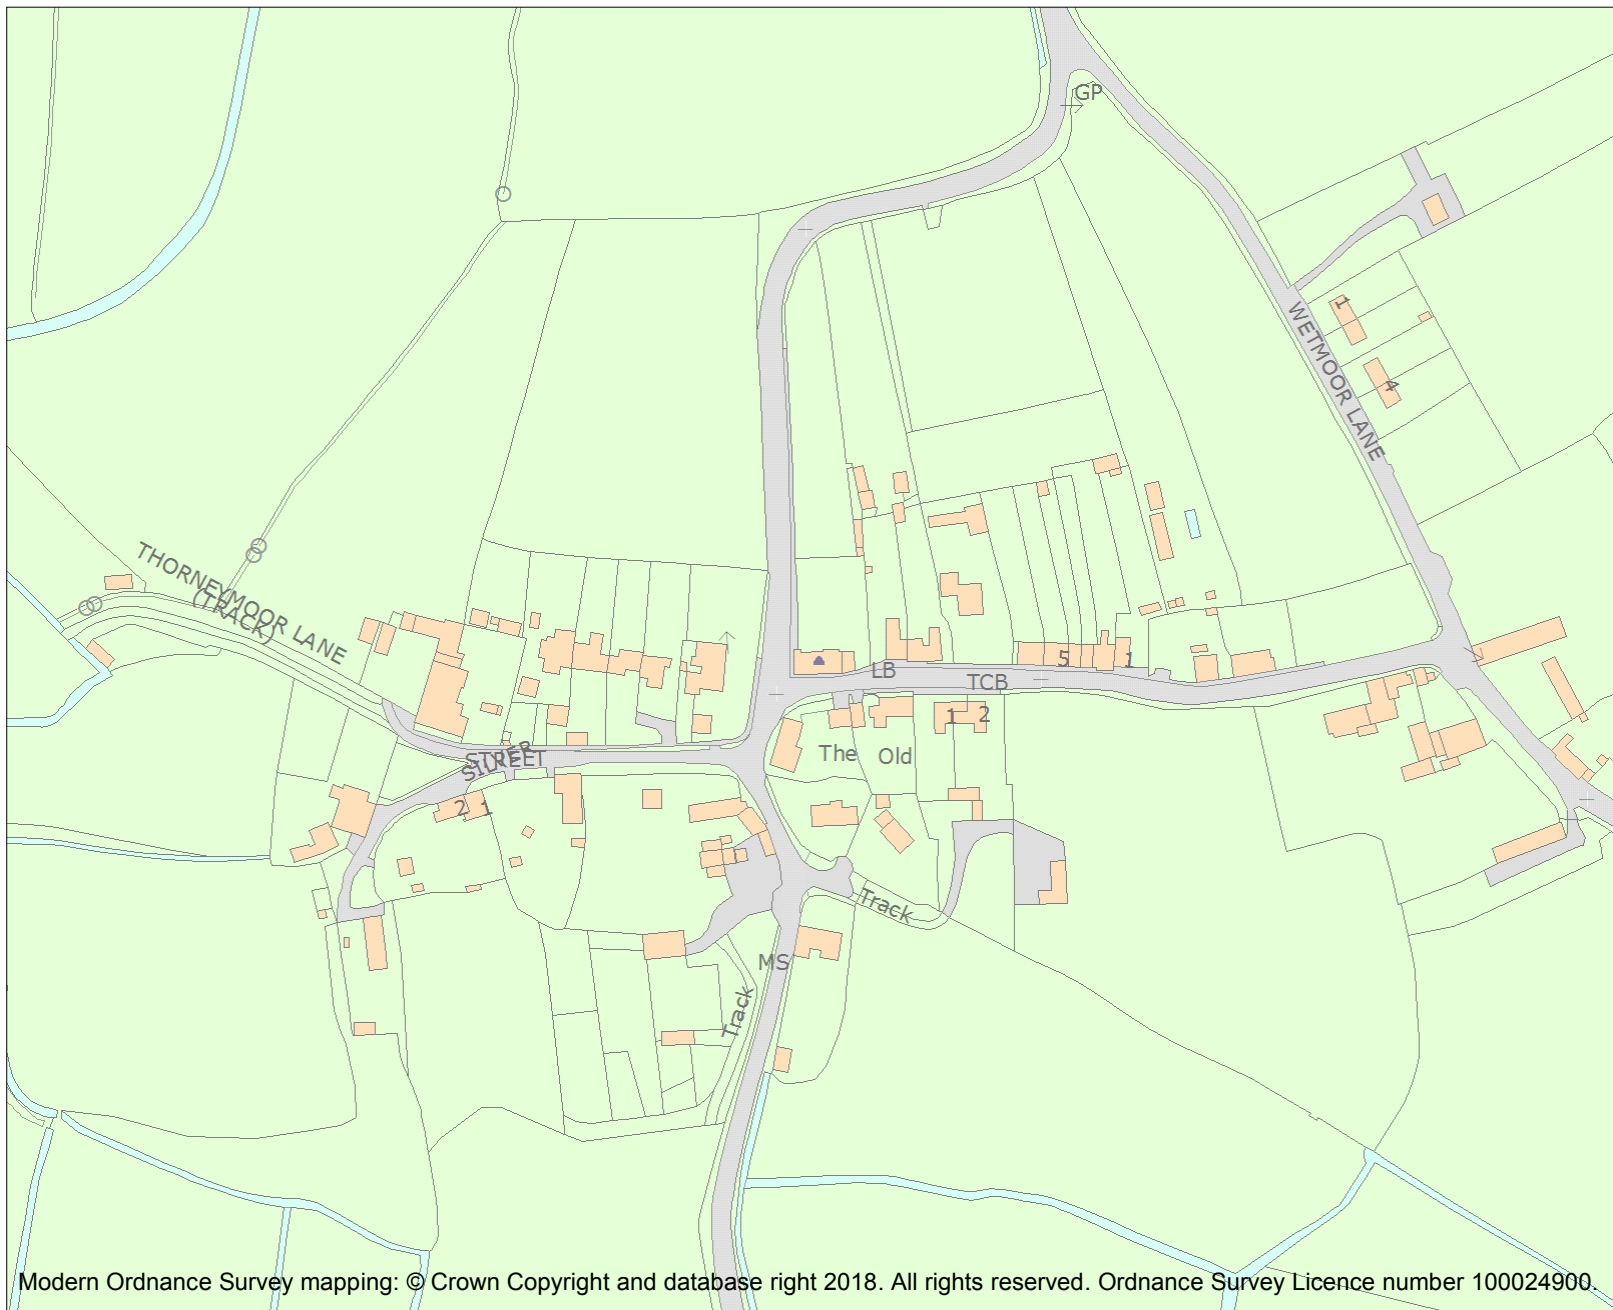 GP
WETMOOR LANE
1
4
THORNEYMOOR LANE
(TRACK)
5
1
LB
TCB
1
2
The Old
SILVER
STREET
2
1
Track
MS
Track
Modern Ordnance Survey mapping: © Crown Copyright and database right 2018. All rights reserved. Ordnance Survey Licence number 100024900.